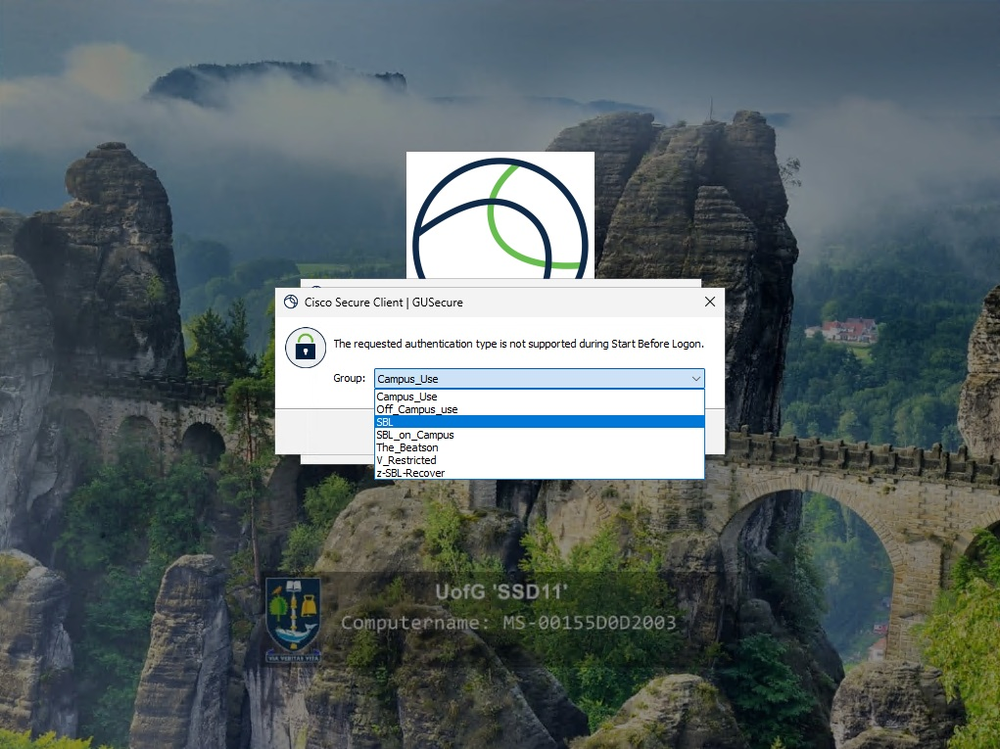 Cisco Secure Client | GUSecure
The requested authentication type is not supported during Start Before Logon.
Group: Campus_Use
Campus_Use
Off_Campus_use
SBL
SBL_on_Campus
The_Beatson
V_Restricted
z-SBL-Recover
UofG 'SSD11'
Computername: MS-00155D0D2003
VIA VERITAS VITA